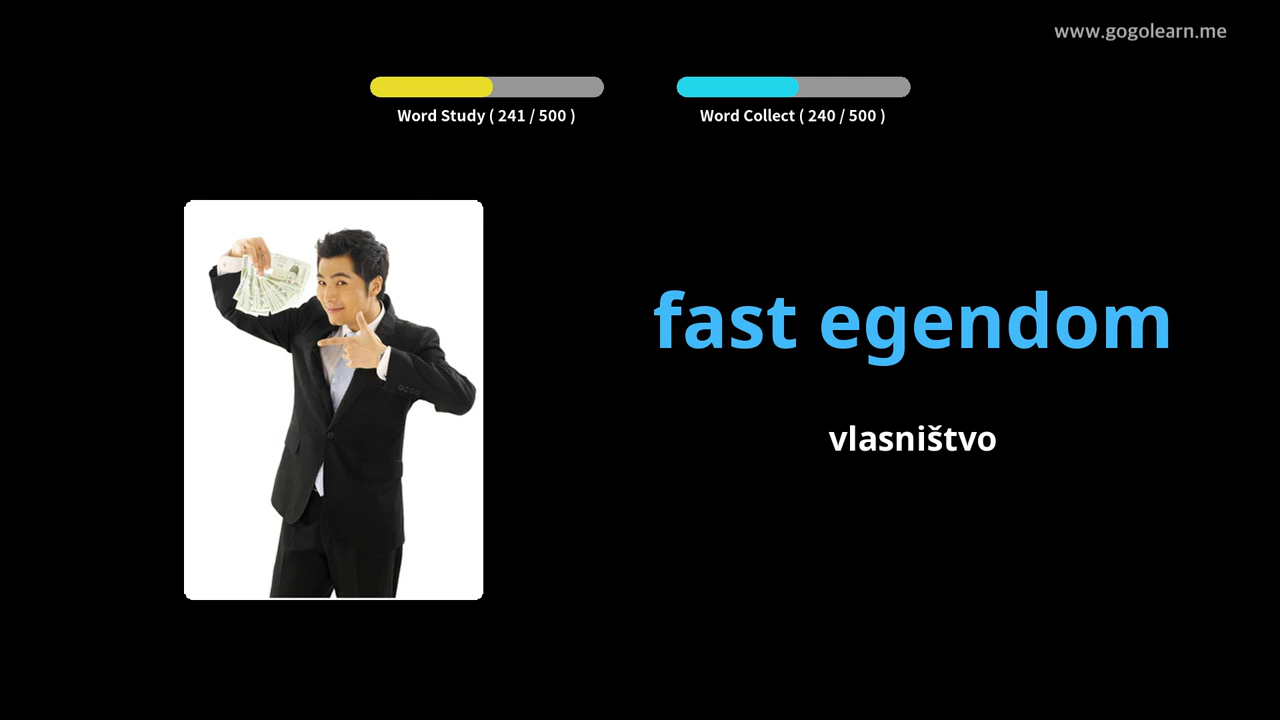 www.gogolearn.me
Word Study ( 241 / 500 )
Word Collect ( 240 / 500 )
fast egendom
vlasništvo